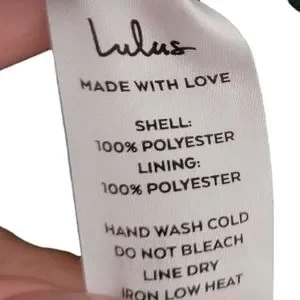 Lulus
MADE WITH LOVE
SHELL:
100% POLYESTER
LINING:
100% POLYESTER
HAND WASH COLD
DO NOT BLEACH
LINE DRY
IRON LOW HEAT